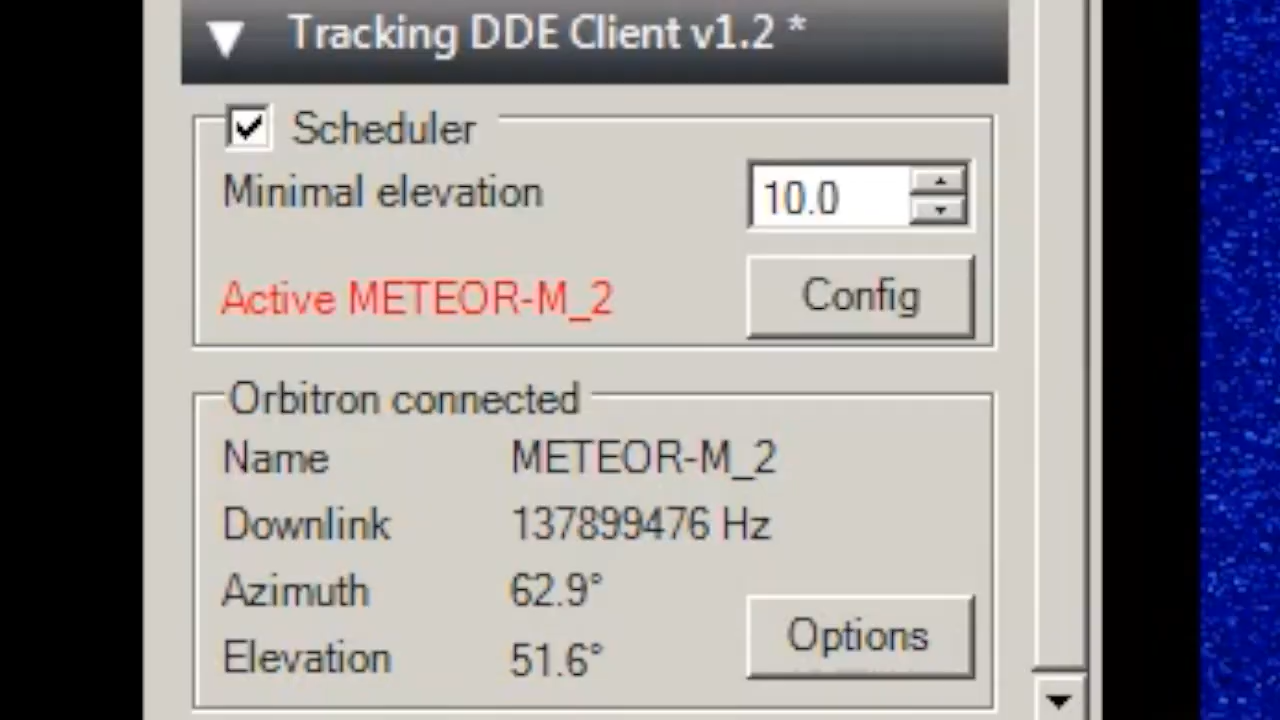 Tracking DDE Client v1.2 *
Scheduler
Minimal elevation 10.0
Active METEOR-M_2 Config
Orbitron connected
Name METEOR-M_2
Downlink 137899476 Hz
Azimuth 62.9°
Options
Elevation 51.6°